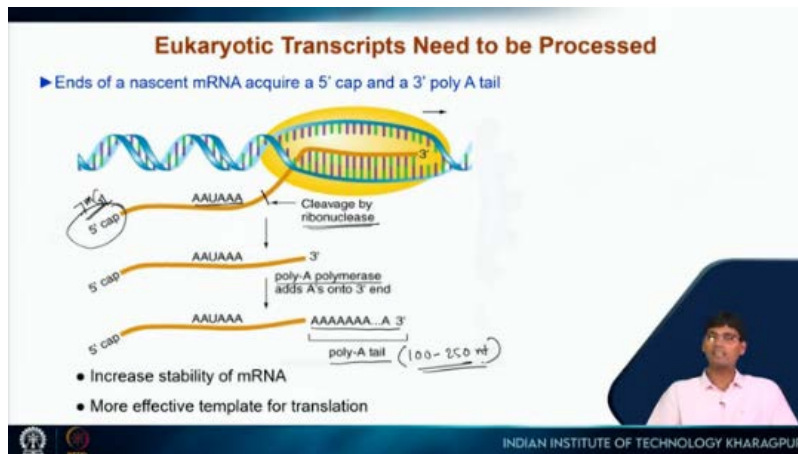 Eukaryotic Transcripts Need to be Processed
►Ends of a nascent mRNA acquire a 5' cap and a 3' poly A tail
3'
AAUAAA
Cleavage by
ribonuclease
5' cap
AAUAAA
3'
5' cap
poly-A polymerase
adds A's onto 3' end
AAUAAA
AAAAAAA...A 3'
5' cap
poly-A tail (100-250 nt)
● Increase stability of mRNA
● More effective template for translation
INDIAN INSTITUTE OF TECHNOLOGY KHARAGPUR